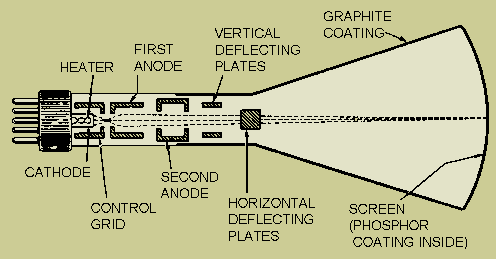 GRAPHITE
COATING
VERTICAL
DEFLECTING
PLATES
FIRST
ANODE
HEATER
CATHODE
CONTROL
GRID
SECOND
ANODE
HORIZONTAL
DEFLECTING
PLATES
SCREEN
(PHOSPHOR
COATING INSIDE)